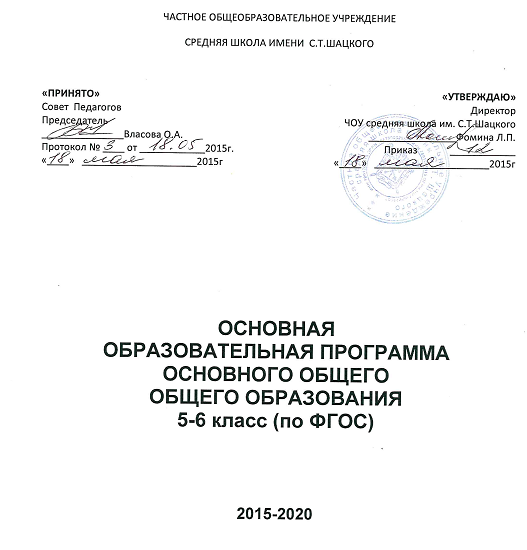 ЧАСТНОЕ ОБЩЕОБРАЗОВАТЕЛЬНОЕ УЧРЕЖДЕНИЕ
СРЕДНЯЯ ШКОЛА ИМЕНИ С.Т.ШАЦКОГО
«ПРИНЯТО»
Совет Педагогов
Председатель
Власова О.А.
Протокол № 3 от 18.05 2015г.
«18» мая 2015г
«УТВЕРЖДАЮ»
Директор
ЧОУ средняя школа им. С.Т.Шацкого
Фомина Л.П.
Приказ
«18» мая 2015г
ОСНОВНАЯ
ОБРАЗОВАТЕЛЬНАЯ ПРОГРАММА
ОСНОВНОГО ОБЩЕГО
ОБЩЕГО ОБРАЗОВАНИЯ
5-6 класс (по ФГОС)
2015-2020